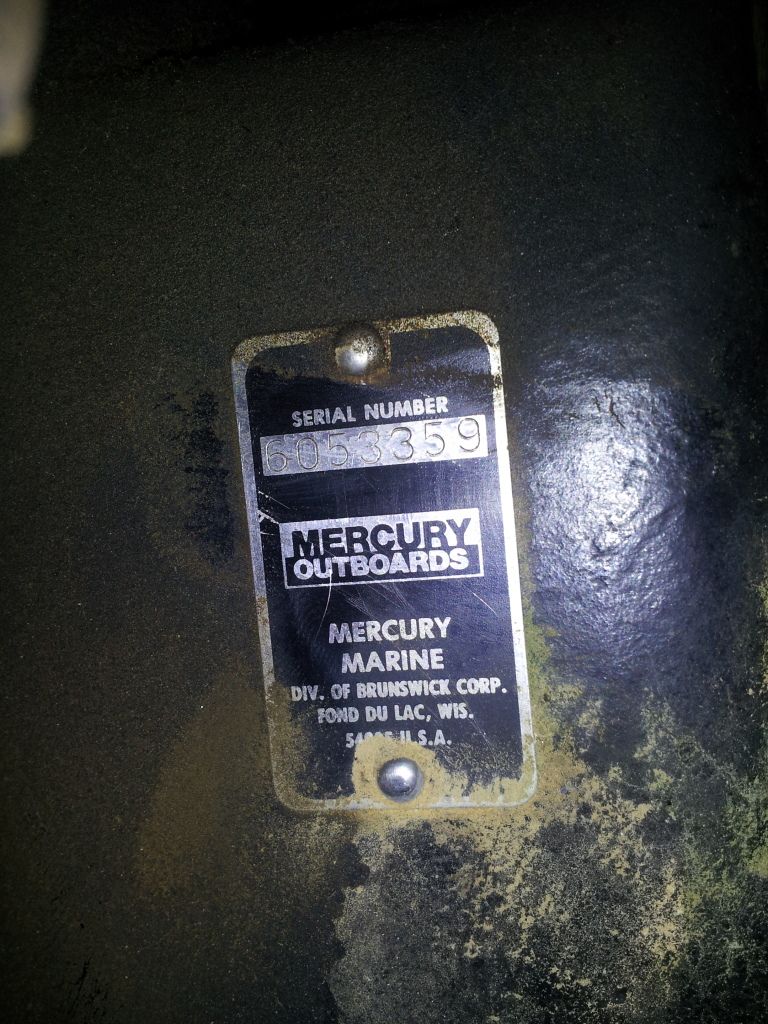 SERIAL NUMBER
6053359
MERCURY
OUTBOARDS
MERCURY
MARINE
DIV. OF BRUNSWICK CORP.
FOND DU LAC, WIS.
U.S.A.